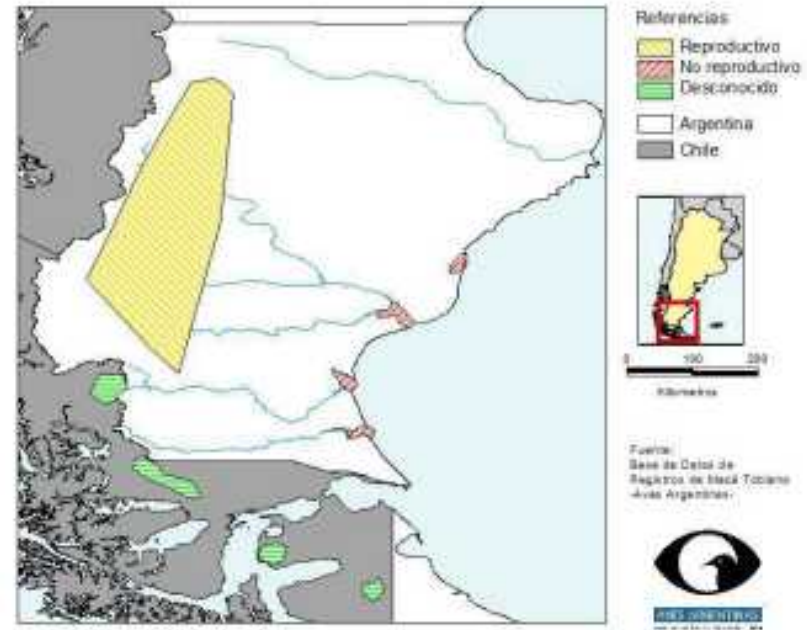 Referencias
Reproductivo
No reproductivo
Desconocido
Argentina
Chile
0 100 200
Kilometros
Fuente:
Base de Datos de
Registros de Macá Tobiano
-Aves Argentinas-
AVES ARGENTINAS